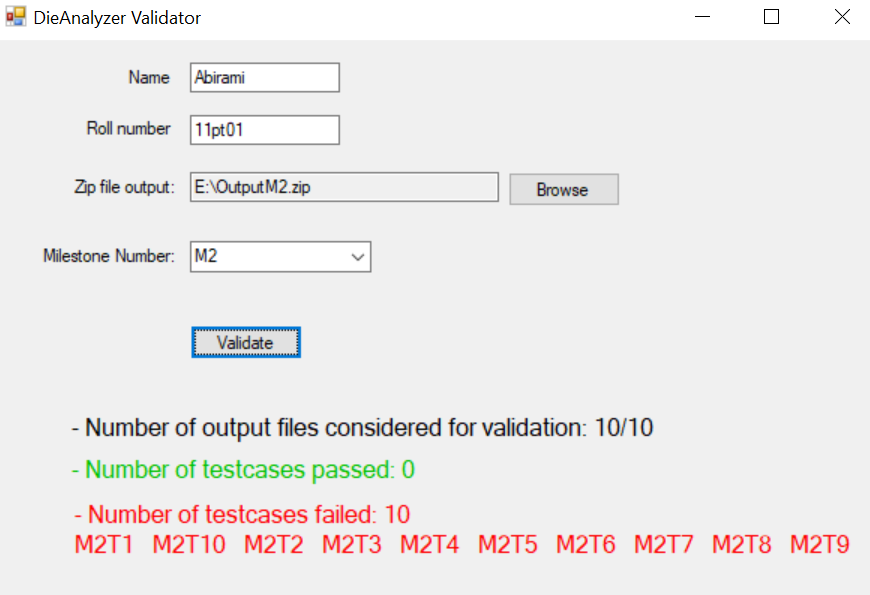 DieAnalyzer Validator
Name Abirami
Roll number 11pt01
Zip file output: E:\OutputM2.zip Browse
Milestone Number: M2
Validate
- Number of output files considered for validation: 10/10
- Number of testcases passed: 0
- Number of testcases failed: 10
M2T1 M2T10 M2T2 M2T3 M2T4 M2T5 M2T6 M2T7 M2T8 M2T9